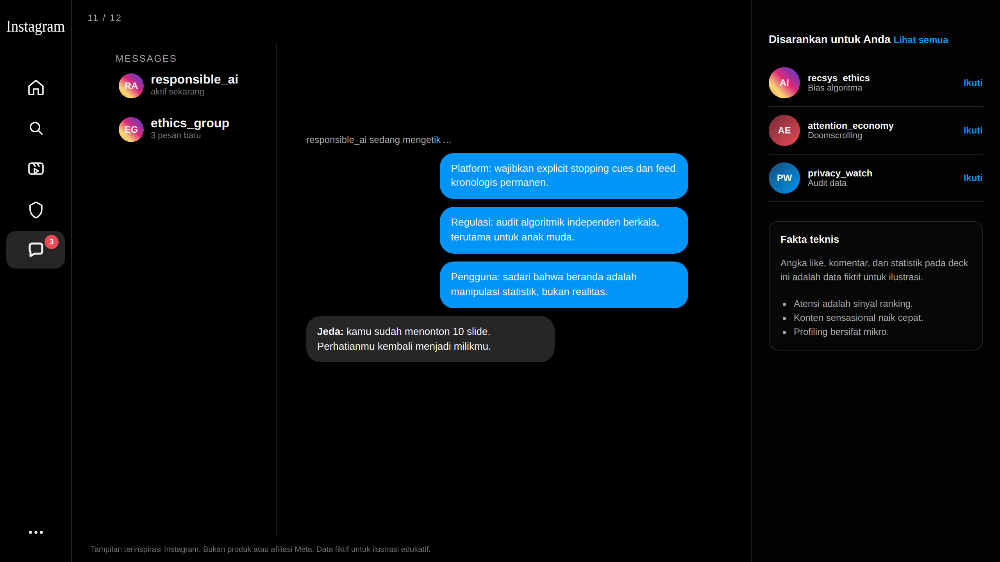 Instagram
3
11 / 12
MESSAGES
RA
responsible_ai
aktif sekarang
EG
ethics_group
3 pesan baru
responsible_ai sedang mengetik ...
Platform: wajibkan explicit stopping cues dan feed
kronologis permanen.
Regulasi: audit algoritmik independen berkala,
terutama untuk anak muda.
Pengguna: sadari bahwa beranda adalah
manipulasi statistik, bukan realitas.
Jeda: kamu sudah menonton 10 slide.
Perhatianmu kembali menjadi milikmu.
Tampilan terinspirasi Instagram. Bukan produk atau afiliasi Meta. Data fiktif untuk ilustrasi edukatif.
Disarankan untuk Anda Lihat semua
AI
recsys_ethics
Bias algoritma
Ikuti
AE
attention_economy
Doomscrolling
Ikuti
PW
privacy_watch
Audit data
Ikuti
Fakta teknis
Angka like, komentar, dan statistik pada deck
ini adalah data fiktif untuk ilustrasi.
Atensi adalah sinyal ranking.
Konten sensasional naik cepat.
Profiling bersifat mikro.